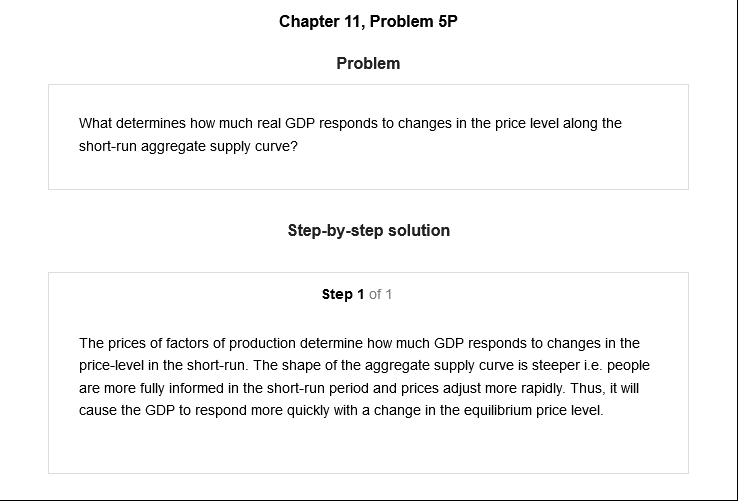 Chapter 11, Problem 5P
Problem
What determines how much real GDP responds to changes in the price level along the
short-run aggregate supply curve?
Step-by-step solution
Step 1 of 1
The prices of factors of production determine how much GDP responds to changes in the
price-level in the short-run. The shape of the aggregate supply curve is steeper i.e. people
are more fully informed in the short-run period and prices adjust more rapidly. Thus, it will
cause the GDP to respond more quickly with a change in the equilibrium price level.